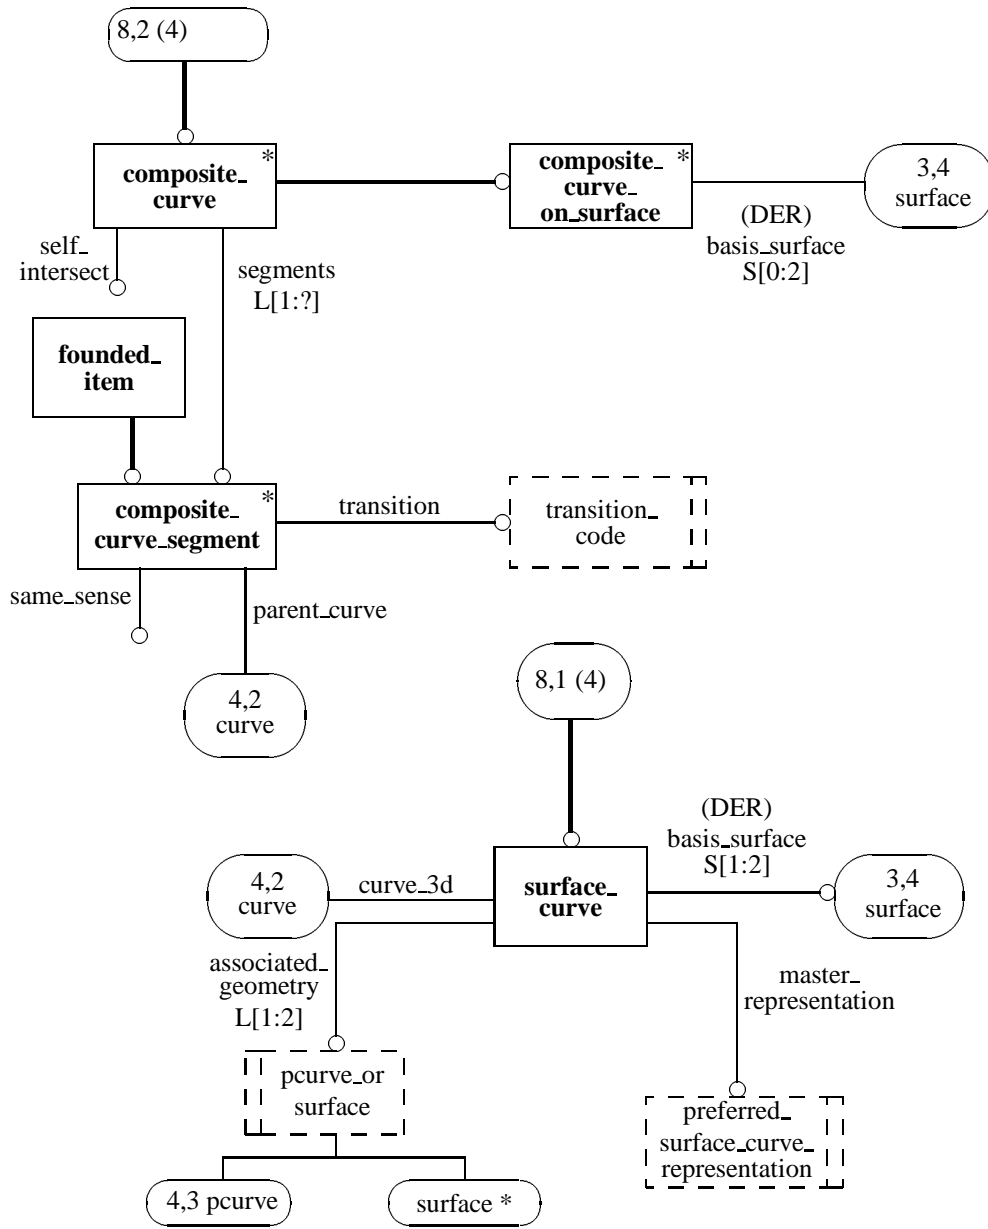 8,2 (4)
composite_
curve
*
composite_
curve_
on_surface
*
3,4
surface
(DER)
basis_surface
S[0:2]
self_
intersect
segments
L[1:?]
founded_
item
composite_
curve_segment
*
transition
transition_
code
same_sense
parent_curve
4,2
curve
8,1 (4)
(DER)
basis_surface
S[1:2]
4,2
curve
curve_3d
surface_
curve
3,4
surface
associated_
geometry
L[1:2]
master_
representation
pcurve_or
surface
preferred_
surface_curve_
representation
4,3 pcurve
surface *